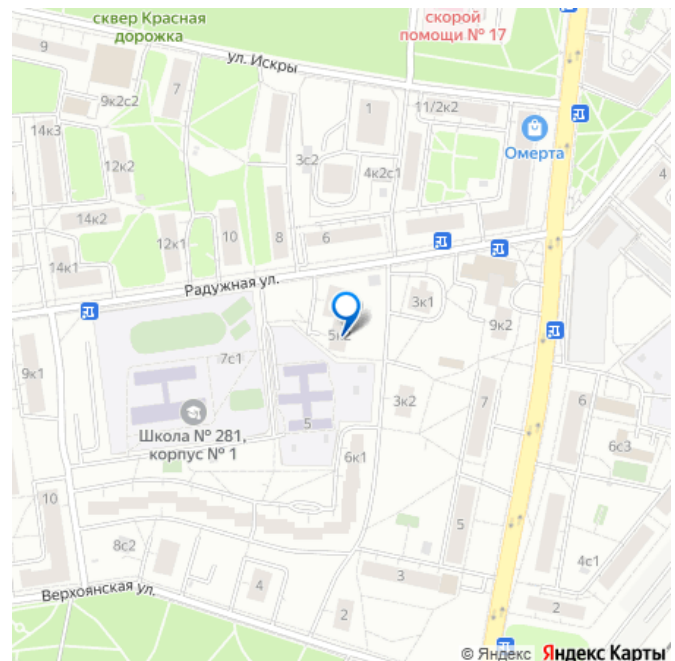 сквер Красная
дорожка
скорой
помощи № 17
ул. Искры
9
7
9к2с2
1
11/2к2
Омерта
14к3
3с2
12к2
4к2с1
4
14к2
12к1
10
8
6
14к1
Радужная ул.
3к1
9к2
5к2
7с1
9к1
3к2
7
6
Школа № 281,
корпус № 1
5
6к1
6с3
10
5
8с2
4с1
3
4
Верхоянская ул.
2
2
© Яндекс Яндекс Карты